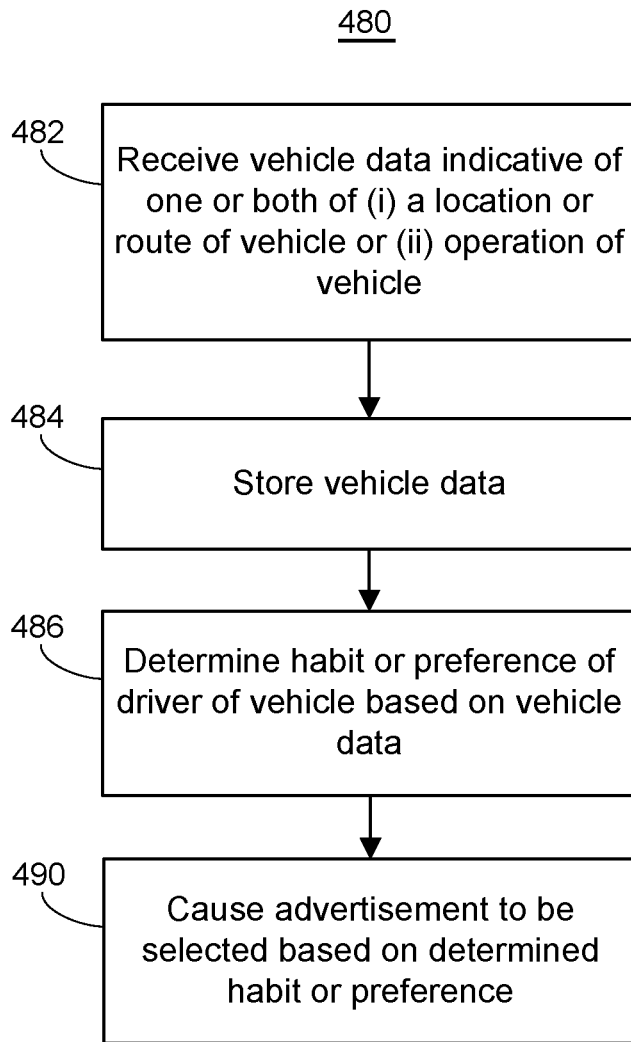 480
482
Receive vehicle data indicative of
one or both of (i) a location or
route of vehicle or (ii) operation of
vehicle
484
Store vehicle data
486
Determine habit or preference of
driver of vehicle based on vehicle
data
490
Cause advertisement to be
selected based on determined
habit or preference